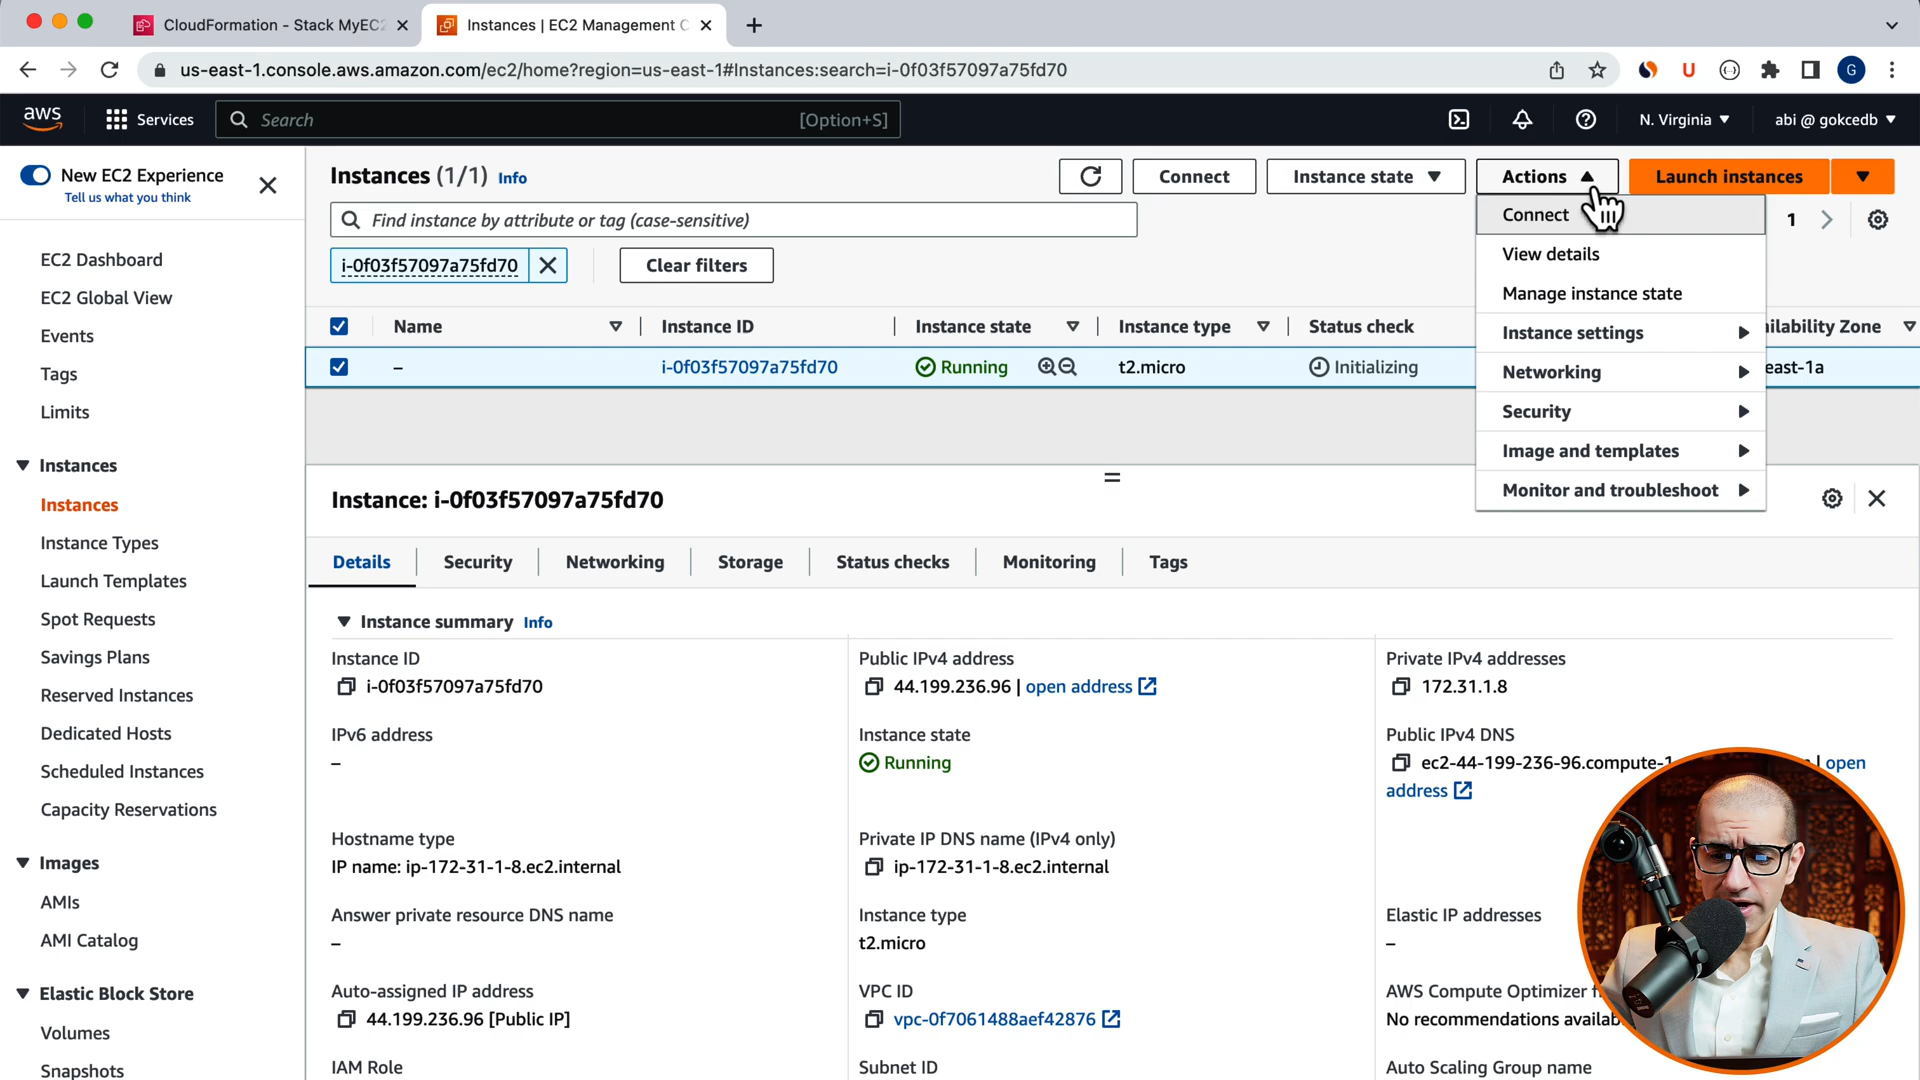 CloudFormation - Stack MyEC2
Instances | EC2 Management C
us-east-1.console.aws.amazon.com/ec2/home?region=us-east-1#Instances:search=i-0f03f57097a75fd70
U
G
aws
Services
Search
[Option+S]
N. Virginia
abi @ gokcedb
New EC2 Experience
Tell us what you think
EC2 Dashboard
EC2 Global View
Events
Tags
Limits
Instances
Instances
Instance Types
Launch Templates
Spot Requests
Savings Plans
Reserved Instances
Dedicated Hosts
Scheduled Instances
Capacity Reservations
Images
AMIs
AMI Catalog
Elastic Block Store
Volumes
Snapshots
Instances (1/1) Info
Connect
Instance state
Actions
Launch instances
Find instance by attribute or tag (case-sensitive)
1
i-0f03f57097a75fd70
Clear filters
Connect
View details
Manage instance state
Instance settings
Networking
Security
Image and templates
Monitor and troubleshoot
Name
Instance ID
Instance state
Instance type
Status check
ilability Zone
–
i-0f03f57097a75fd70
Running
t2.micro
Initializing
east-1a
Instance: i-0f03f57097a75fd70
Details
Security
Networking
Storage
Status checks
Monitoring
Tags
Instance summary Info
Instance ID
i-0f03f57097a75fd70
Public IPv4 address
44.199.236.96 | open address
Private IPv4 addresses
172.31.1.8
IPv6 address
–
Instance state
Running
Public IPv4 DNS
ec2-44-199-236-96.compute-1
| open
address
Hostname type
IP name: ip-172-31-1-8.ec2.internal
Private IP DNS name (IPv4 only)
ip-172-31-1-8.ec2.internal
Answer private resource DNS name
–
Instance type
t2.micro
Elastic IP addresses
–
Auto-assigned IP address
44.199.236.96 [Public IP]
VPC ID
vpc-0f7061488aef42876
AWS Compute Optimizer f
No recommendations availab
IAM Role
Subnet ID
Auto Scaling Group name